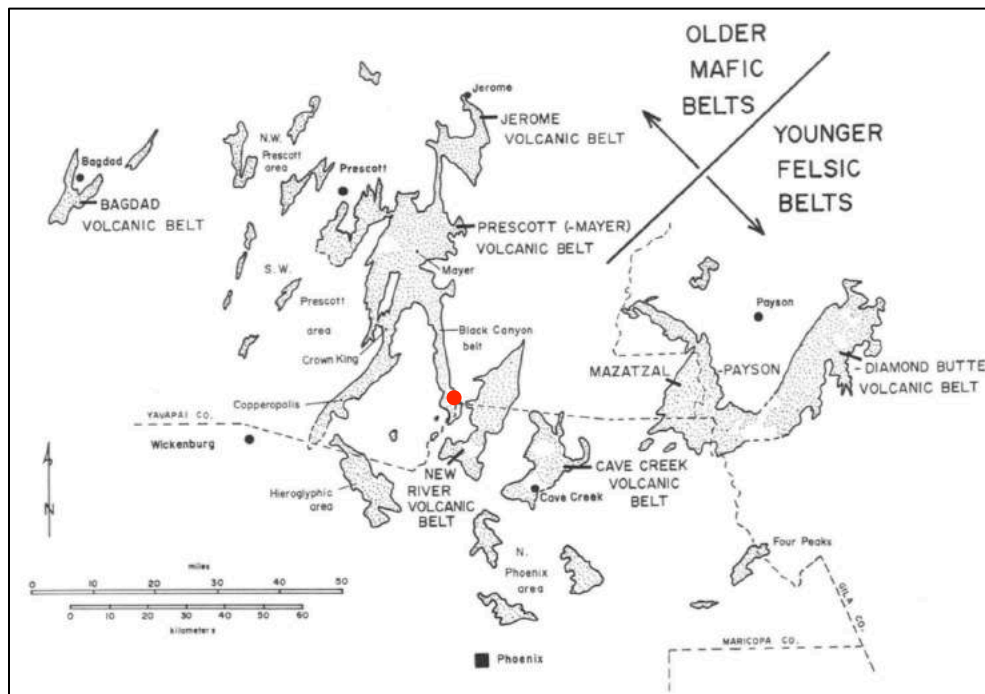 OLDER
MAFIC
BELTS
YOUNGER
FELSIC
BELTS
Jerome
JEROME
VOLCANIC BELT
N.W.
Prescott
area
Bagdad
Prescott
BAGDAD
VOLCANIC BELT
PRESCOTT (-MAYER)
VOLCANIC BELT
Mayer
S.W.
Prescott
area
Payson
Black Canyon
belt
Crown King
MAZATZAL
-PAYSON
-DIAMOND BUTTE
VOLCANIC BELT
Copperopolis
YAVAPAI CO.
Wickenburg
NEW
RIVER
VOLCANIC
BELT
CAVE CREEK
VOLCANIC
BELT
Cave Creek
Hieroglyphic
area
N
N.
Phoenix
area
Four Peaks
miles
0 10 20 30 40 50
0 10 20 30 40 50 60
kilometers
GILA CO.
MARICOPA CO.
Phoenix